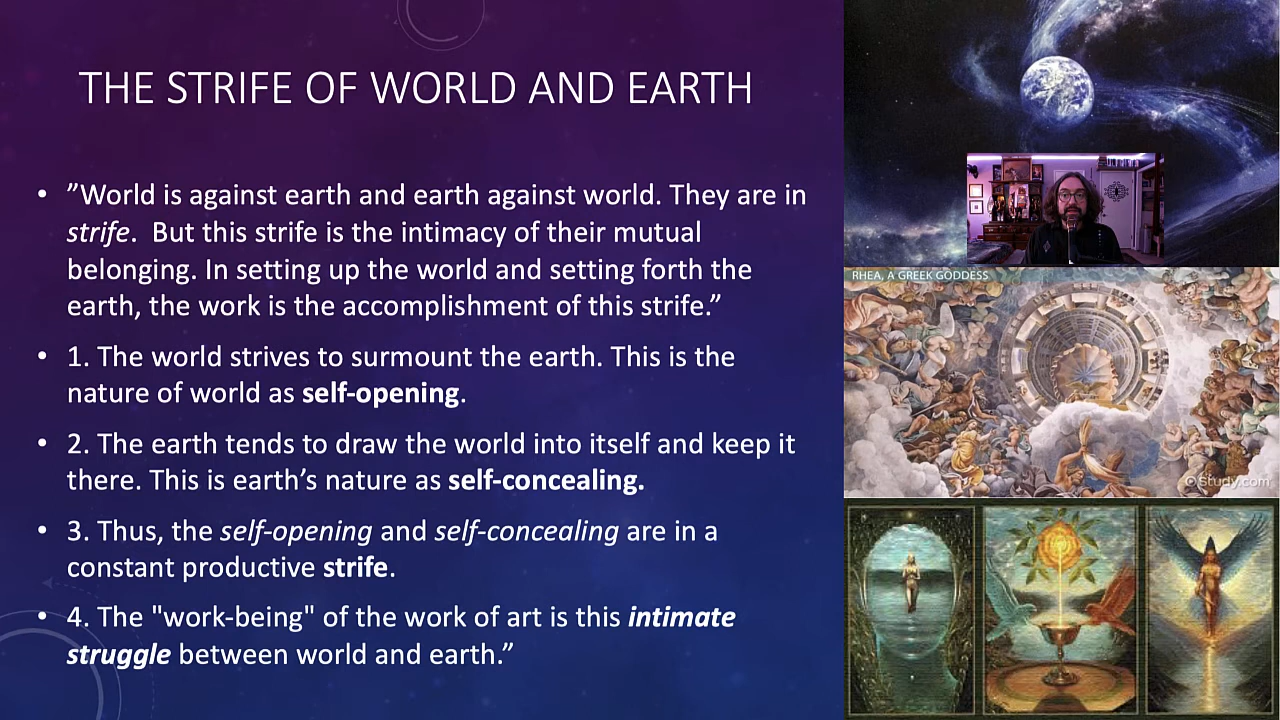 THE STRIFE OF WORLD AND EARTH
• ”World is against earth and earth against world. They are in
strife.  But this strife is the intimacy of their mutual
belonging. In setting up the world and setting forth the
earth, the work is the accomplishment of this strife.”
• 1. The world strives to surmount the earth. This is the
nature of world as self-opening.
• 2. The earth tends to draw the world into itself and keep it
there. This is earth’s nature as self-concealing.
• 3. Thus, the self-opening and self-concealing are in a
constant productive strife.
• 4. The "work-being" of the work of art is this intimate
struggle between world and earth.”
RHEA, A GREEK GODDESS
© Study.com